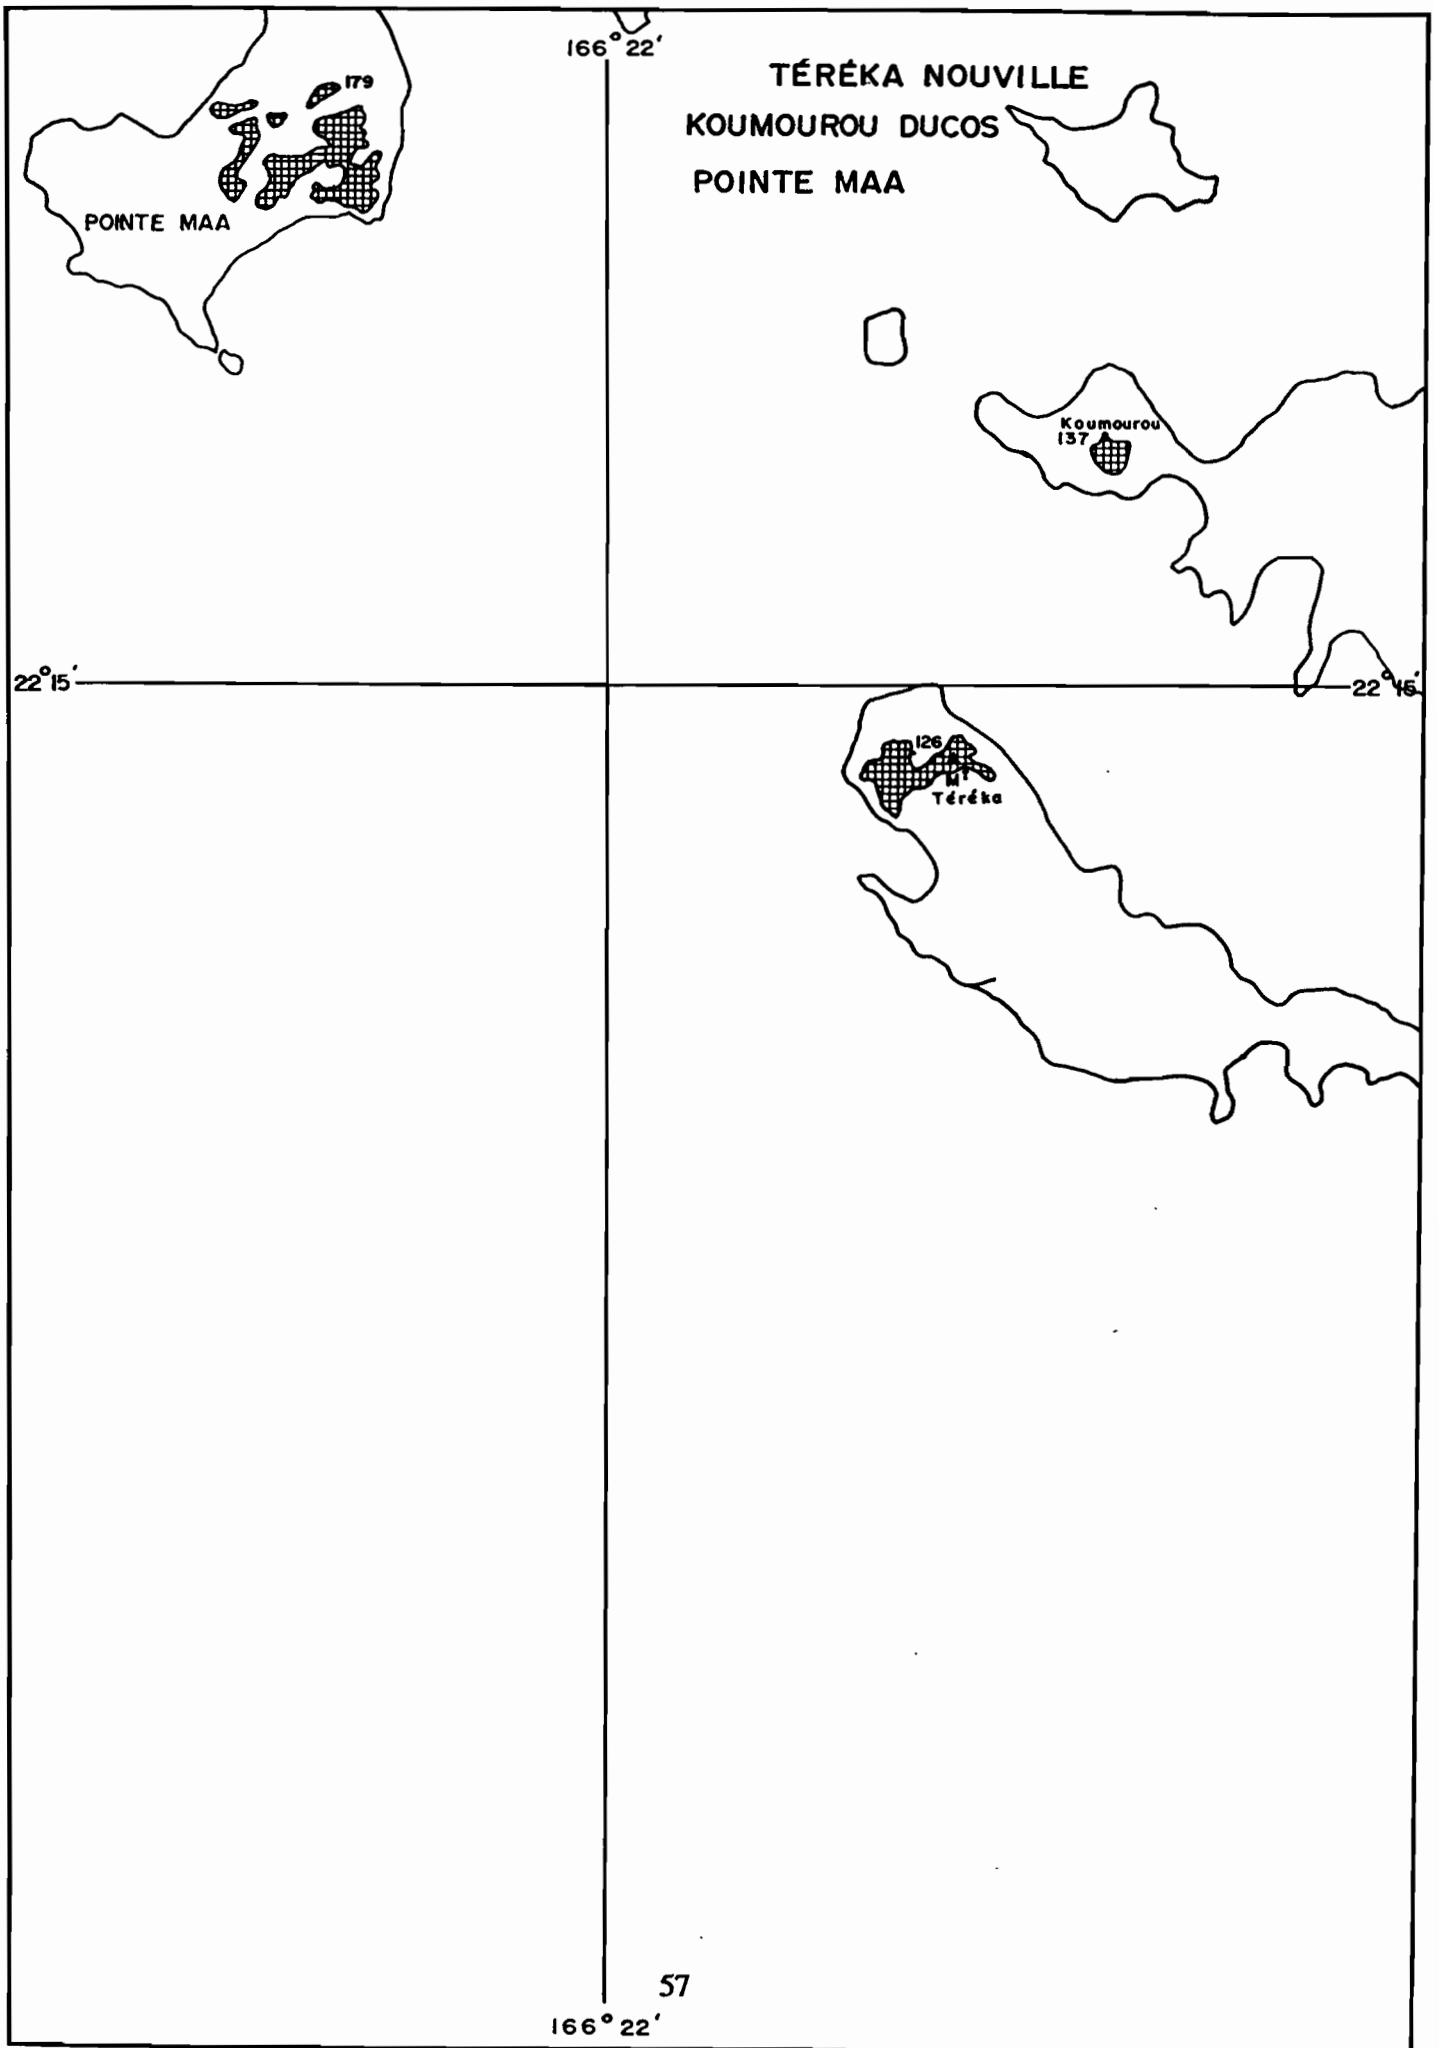 166°22'
TÉRÉKA NOUVILLE
KOUMOUROU DUCOS
POINTE MAA
179
POINTE MAA
Koumourou
137
22°15'
22°15'
126
Mt
Téréka
57
166°22'